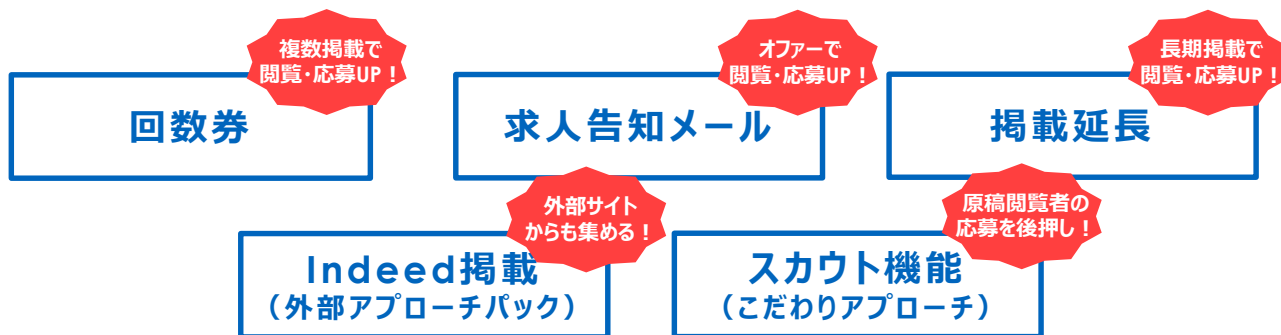 複数掲載で
閲覧・応募UP！
回数券
オファーで
閲覧・応募UP！
求人告知メール
長期掲載で
閲覧・応募UP！
掲載延長
外部サイト
からも集める！
Indeed掲載
（外部アプローチパック）
原稿閲覧者の
応募を後押し！
スカウト機能
（こだわりアプローチ）